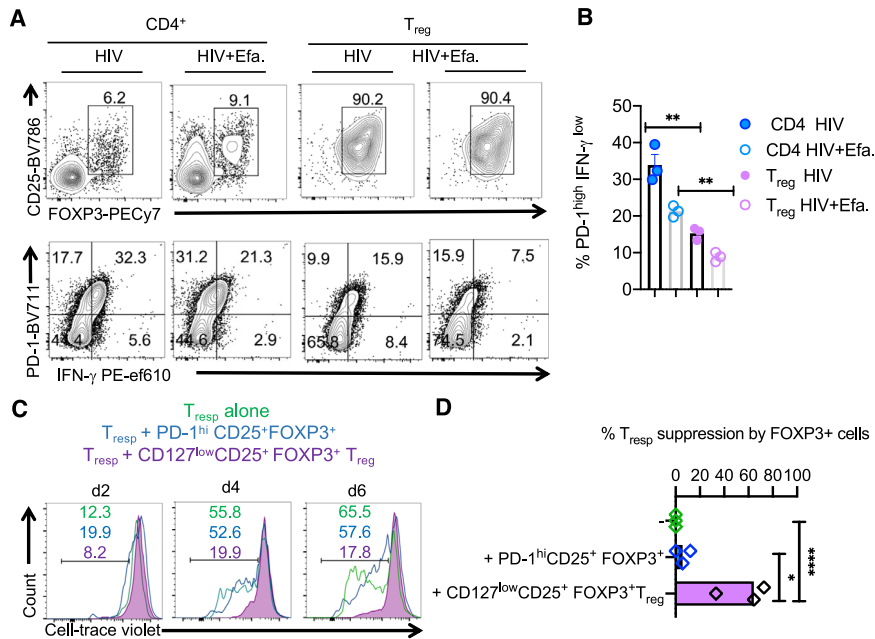 A
CD4+
Treg
HIV
HIV+Efa.
HIV
HIV+Efa.
CD25-BV786
6.2
9.1
90.2
90.4
FOXP3-PECy7
PD-1-BV711
17.7 32.3
44.4 5.6
31.2 21.3
44.6 2.9
9.9 15.9
65.8 8.4
15.9 7.5
74.5 2.1
IFN-γ PE-ef610
B
% PD-1high IFN-γ low
50
40
30
20
10
0
**
**
CD4 HIV
CD4 HIV+Efa.
Treg HIV
Treg HIV+Efa.
C
Tresp alone
Tresp + PD-1hi CD25+FOXP3+
Tresp + CD127lowCD25+ FOXP3+ Treg
d2
d4
d6
12.3
19.9
8.2
55.8
52.6
19.9
65.5
57.6
17.8
Count
Cell-trace violet
D
% Tresp suppression by FOXP3+ cells
0 20 40 60 80 100
-
+ PD-1hiCD25+ FOXP3+
+ CD127lowCD25+ FOXP3+Treg
*
****